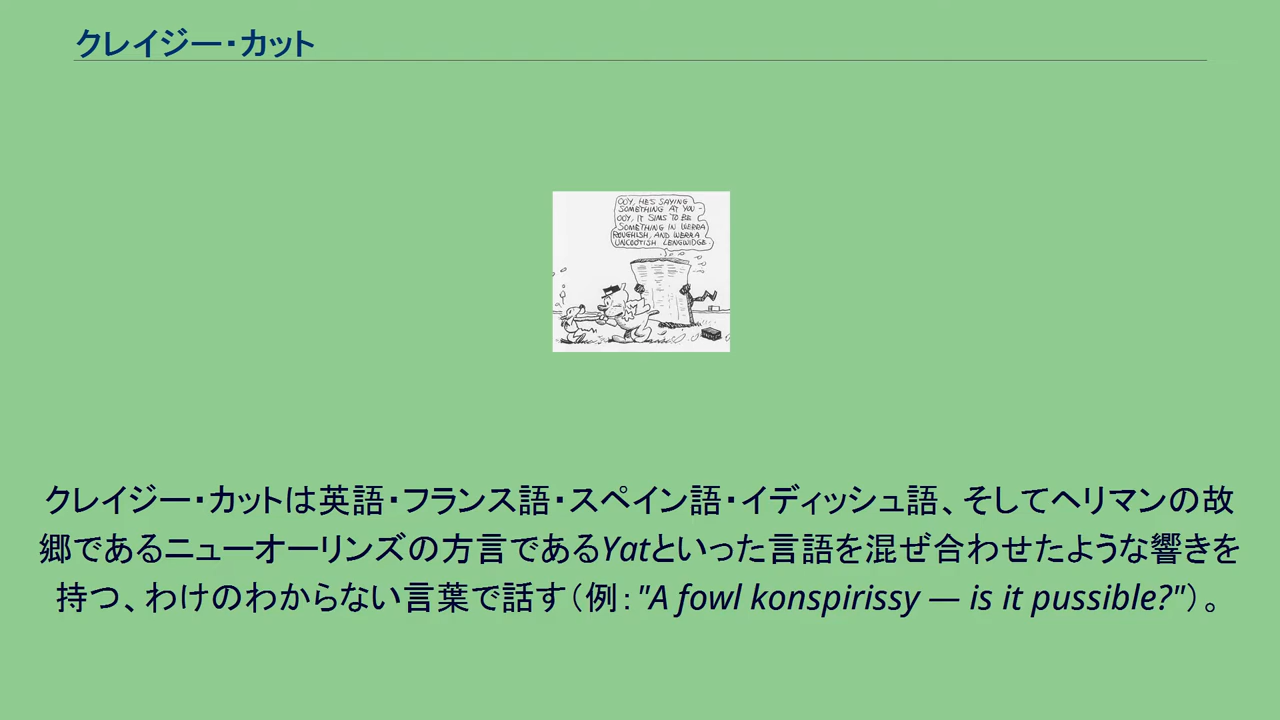 クレイジー・カット
OOY, HE'S SAYING
SOMETHING AT YOU -
OOY, IT SIMS TO BE
SOMETHING IN WERRA
ROUGHISH, AND WERRA
UNCOOTISH LENGWIDGE.
クレイジー・カットは英語・フランス語・スペイン語・イディッシュ語、そしてヘリマンの故
郷であるニューオーリンズの方言であるYatといった言語を混ぜ合わせたような響きを
持つ、わけのわからない言葉で話す（例："A fowl konspirissy — is it pussible?"）。